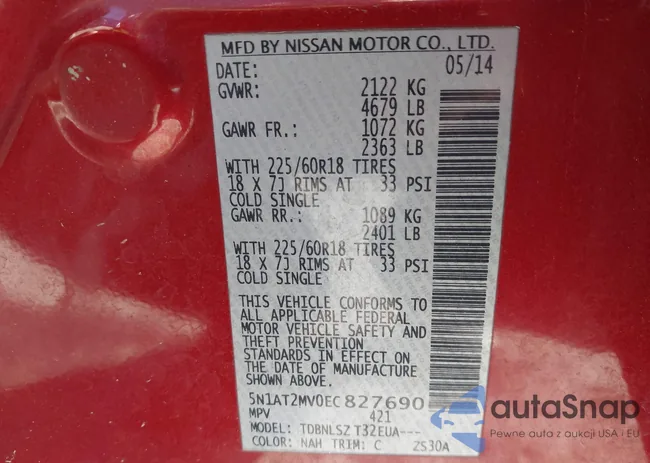 MFD BY NISSAN MOTOR CO., LTD.
DATE: 05/14
GVWR: 2122 KG
4679 LB
GAWR FR.: 1072 KG
2363 LB
WITH 225/60R18 TIRES
18 X 7J RIMS AT 33 PSI
COLD SINGLE
GAWR RR.: 1089 KG
2401 LB
WITH 225/60R18 TIRES
18 X 7J RIMS AT 33 PSI
COLD SINGLE
THIS VEHICLE CONFORMS TO
ALL APPLICABLE FEDERAL
MOTOR VEHICLE SAFETY AND
THEFT PREVENTION
STANDARDS IN EFFECT ON
THE DATE OF MANUFACTURE
SHOWN ABOVE.
5N1AT2MV0EC827690
MPV 421
MODEL: TDBNLSZ T32EUA---
COLOR: NAH TRIM: C ZS30A
autoSnap
Pewne auta z aukcji USA i EU